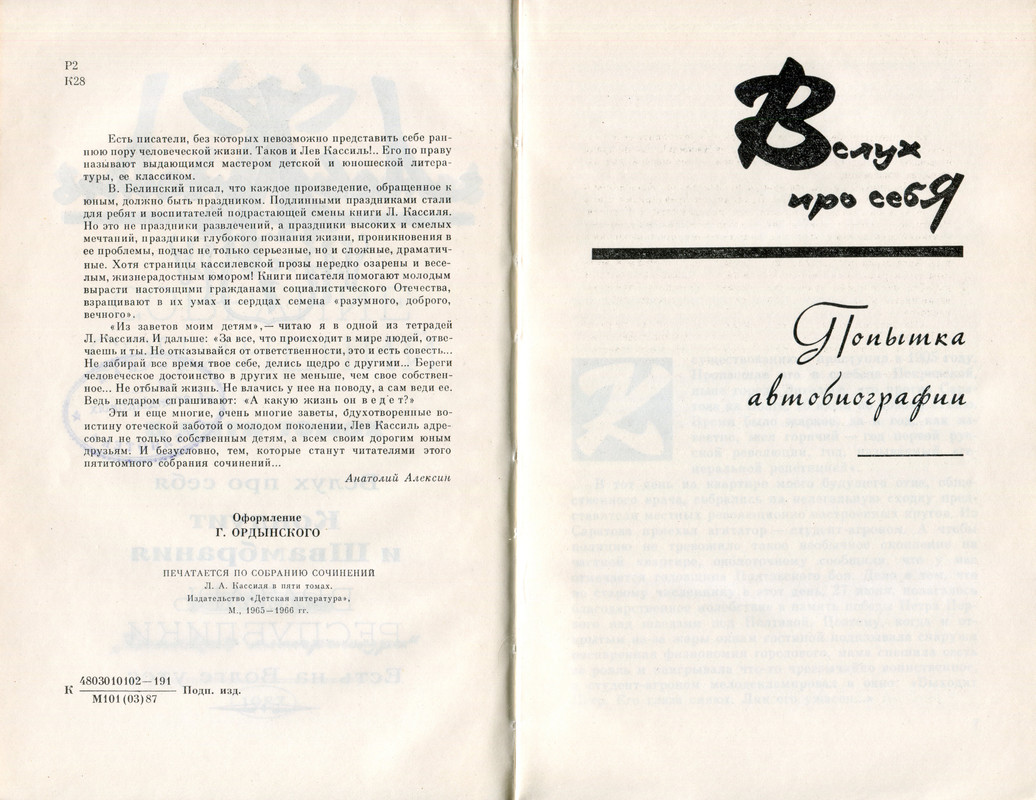 Р2
К28
Есть писатели, без которых невозможно представить себе ран-
нюю пору человеческой жизни. Таков и Лев Кассиль!.. Его по праву
называют выдающимся мастером детской и юношеской литера-
туры, ее классиком.
В. Белинский писал, что каждое произведение, обращенное к
юным, должно быть праздником. Подлинными праздниками стали
для ребят и воспитателей подрастающей смены книги Л. Кассиля.
Но это не праздники развлечений, а праздники высоких и смелых
мечтаний, праздники глубокого познания жизни, проникновения в
ее проблемы, подчас не только серьезные, но и сложные, драматич-
ные. Хотя страницы кассилевской прозы нередко озарены и весе-
лым, жизнерадостным юмором! Книги писателя помогают молодым
вырасти настоящими гражданами социалистического Отечества,
взращивают в их умах и сердцах семена «разумного, доброго,
вечного».
«Из заветов моим детям»,— читаю я в одной из тетрадей
Л. Кассиля. И дальше: «За все, что происходит в мире людей, отве-
чаешь и ты. Не отказывайся от ответственности, это и есть совесть...
Не забирай все время твое себе, делись щедро с другими... Береги
человеческое достоинство в других не меньше, чем свое собствен-
ное... Не отбывай жизнь. Не влачись у нее на поводу, а сам веди ее.
Ведь недаром спрашивают: «А какую жизнь он ведет?»
Эти и еще многие, очень многие заветы, одухотворенные во-
истину отеческой заботой о молодом поколении, Лев Кассиль адре-
совал не только собственным детям, а всем своим дорогим юным
друзьям. И безусловно, тем, которые станут читателями этого
пятитомного собрания сочинений...
Анатолий Алексин
Оформление
Г. ОРДЫНСКОГО
ПЕЧАТАЕТСЯ ПО СОБРАНИЮ СОЧИНЕНИЙ
Л. А. Кассиля в пяти томах.
Издательство «Детская литература»,
М., 1965—1966 гг.
4803010102—191
К Подп. изд.
М101(03)87
Вслух
про себя
Попытка
автобиографии